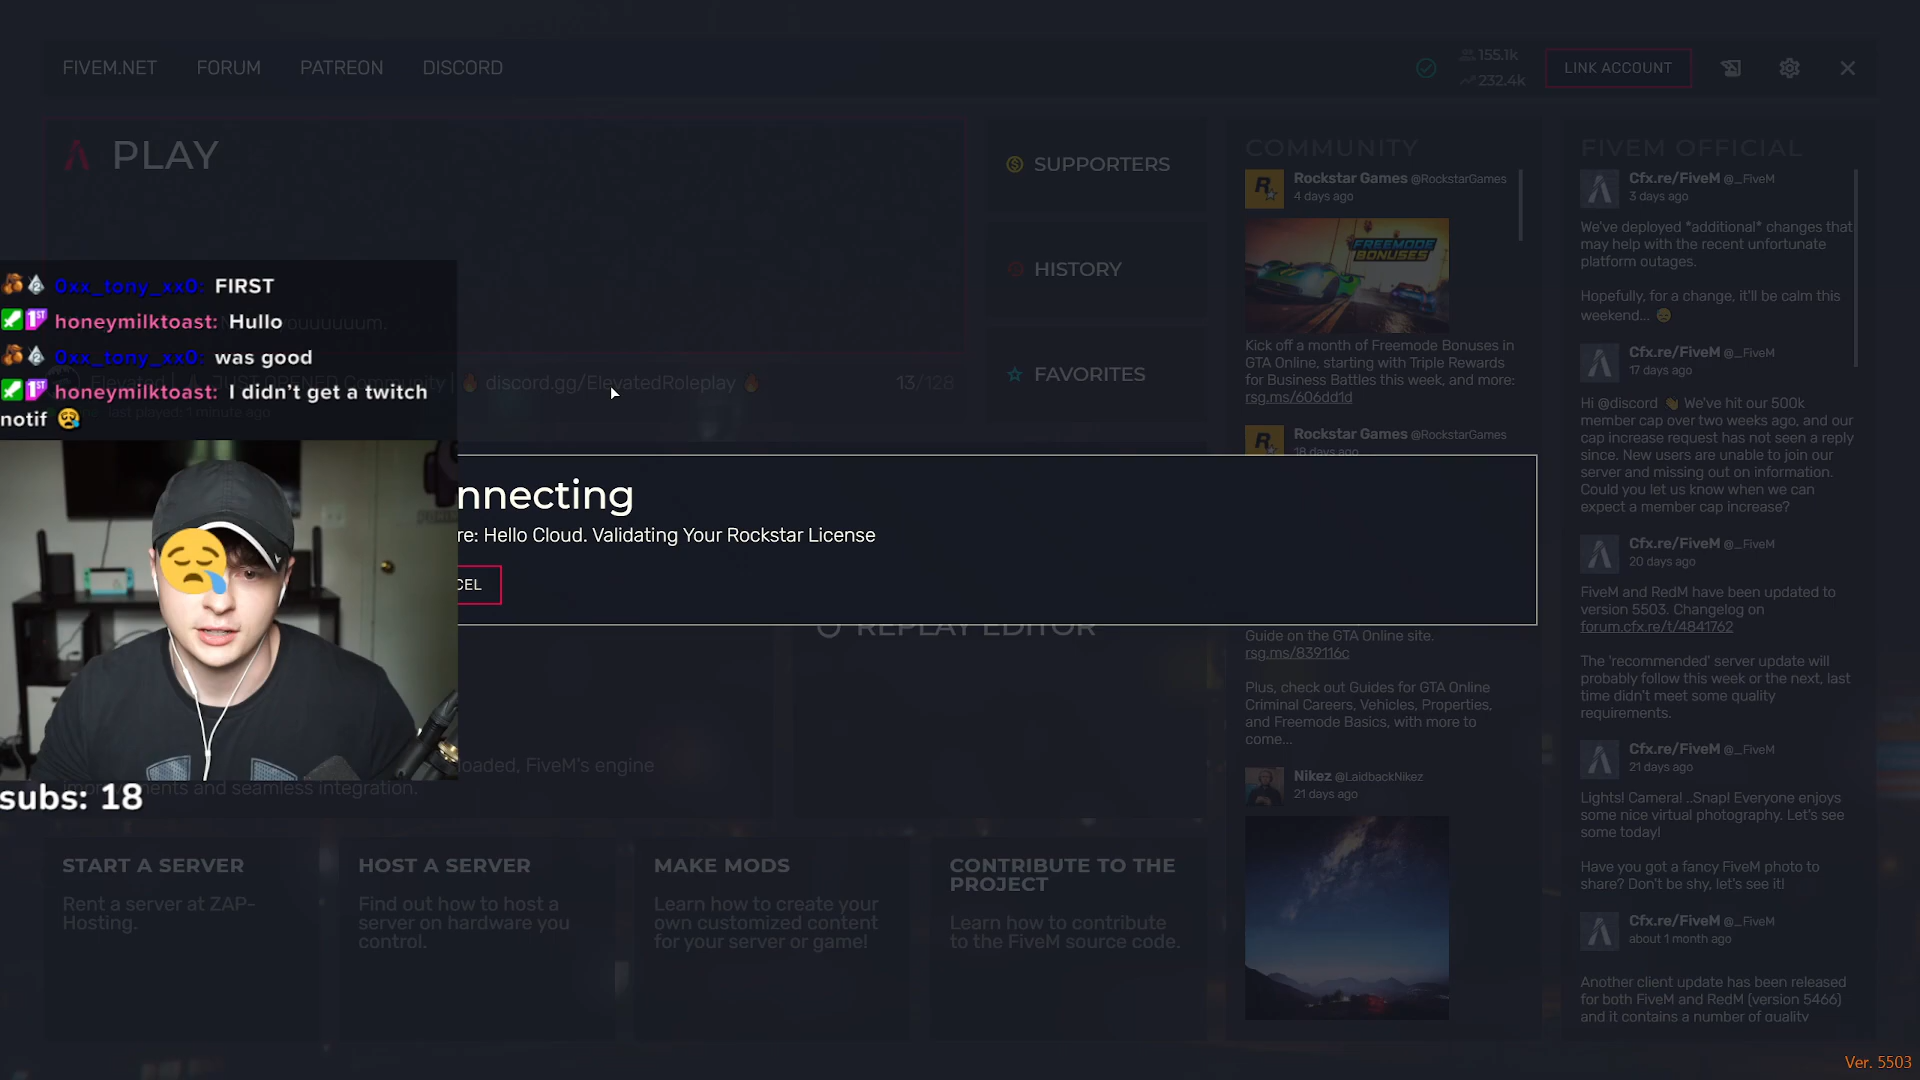 FIVEM.NET
FORUM
PATREON
DISCORD
155.1k
232.4k
LINK ACCOUNT
PLAY
0xx_tony_xx0: FIRST
honeymilktoast: Hullo
0xx_tony_xx0: was good
honeymilktoast: I didn't get a twitch
notif
discord.gg/ElevatedRoleplay
13/128
last played: 1 minute ago
SUPPORTERS
HISTORY
FAVORITES
nnecting
re: Hello Cloud. Validating Your Rockstar License
CEL
REPLAY EDITOR
loaded, FiveM's engine
and seamless integration.
subs: 18
START A SERVER
Rent a server at ZAP-
Hosting.
HOST A SERVER
Find out how to host a
server on hardware you
control.
MAKE MODS
Learn how to create your
own customized content
for your server or game!
CONTRIBUTE TO THE
PROJECT
Learn how to contribute
to the FiveM source code.
COMMUNITY
Rockstar Games @RockstarGames
4 days ago
FREEMODE
BONUSES
Kick off a month of Freemode Bonuses in
GTA Online, starting with Triple Rewards
for Business Battles this week, and more:
rsg.ms/606dd1d
Rockstar Games @RockstarGames
18 days ago
Guide on the GTA Online site.
rsg.ms/839116c
Plus, check out Guides for GTA Online
Criminal Careers, Vehicles, Properties,
and Freemode Basics, with more to
come...
Nikez @LaidbackNikez
21 days ago
FIVEM OFFICIAL
Cfx.re/FiveM @_FiveM
3 days ago
We've deployed *additional* changes that
may help with the recent unfortunate
platform outages.
Hopefully, for a change, it'll be calm this
weekend...
Cfx.re/FiveM @_FiveM
17 days ago
Hi @discord 👋 We've hit our 500k
member cap over two weeks ago, and our
cap increase request has not seen a reply
since. New users are unable to join our
server and missing out on information.
Could you let us know when we can
expect a member cap increase?
Cfx.re/FiveM @_FiveM
20 days ago
FiveM and RedM have been updated to
version 5503. Changelog on
forum.cfx.re/t/4841762
The 'recommended' server update will
probably follow this week or the next, last
time didn't meet some quality
requirements.
Cfx.re/FiveM @_FiveM
21 days ago
Lights! Camera! ..Snap! Everyone enjoys
some nice virtual photography. Let's see
some today!
Have you got a fancy FiveM photo to
share? Don't be shy, let's see it!
Cfx.re/FiveM @_FiveM
about 1 month ago
Another client update has been released
for both FiveM and RedM (version 5466)
and it contains a number of quality
Ver. 5503